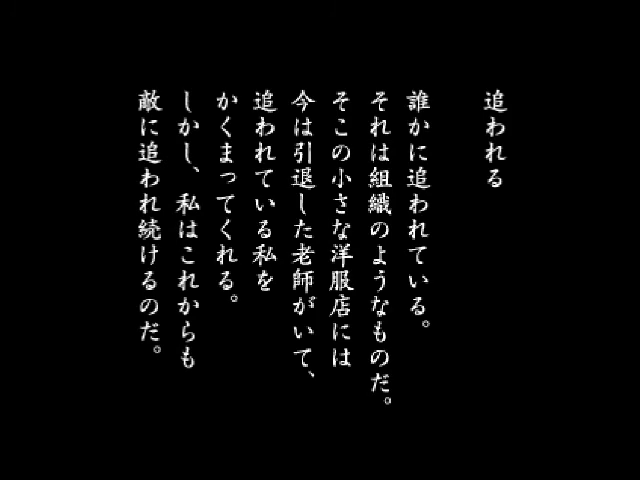 追われる
誰かに追われている。
それは組織のようなものだ。
そこの小さな洋服店には
今は引退した老師がいて、
追われている私を
かくまってくれる。
しかし、私はこれからも
敵に追われ続けるのだ。